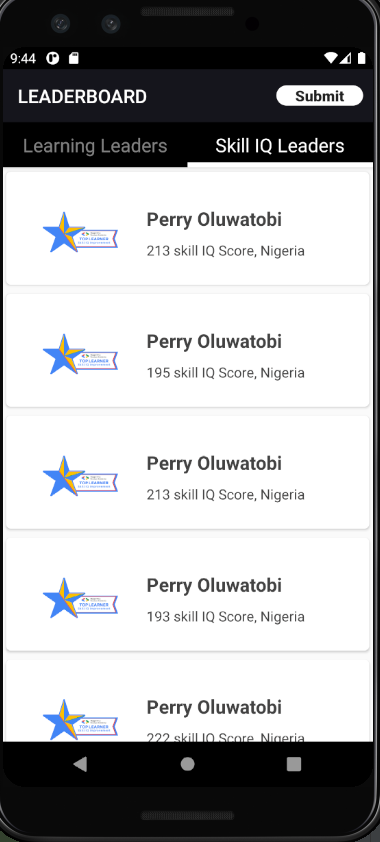 9:44
LEADERBOARD
Submit
Learning Leaders
Skill IQ Leaders
Perry Oluwatobi
213 skill IQ Score, Nigeria
TOP LEARNER
Perry Oluwatobi
195 skill IQ Score, Nigeria
TOP LEARNER
Perry Oluwatobi
213 skill IQ Score, Nigeria
TOP LEARNER
Perry Oluwatobi
193 skill IQ Score, Nigeria
TOP LEARNER
Perry Oluwatobi
222 skill IQ Score, Nigeria
TOP LEARNER